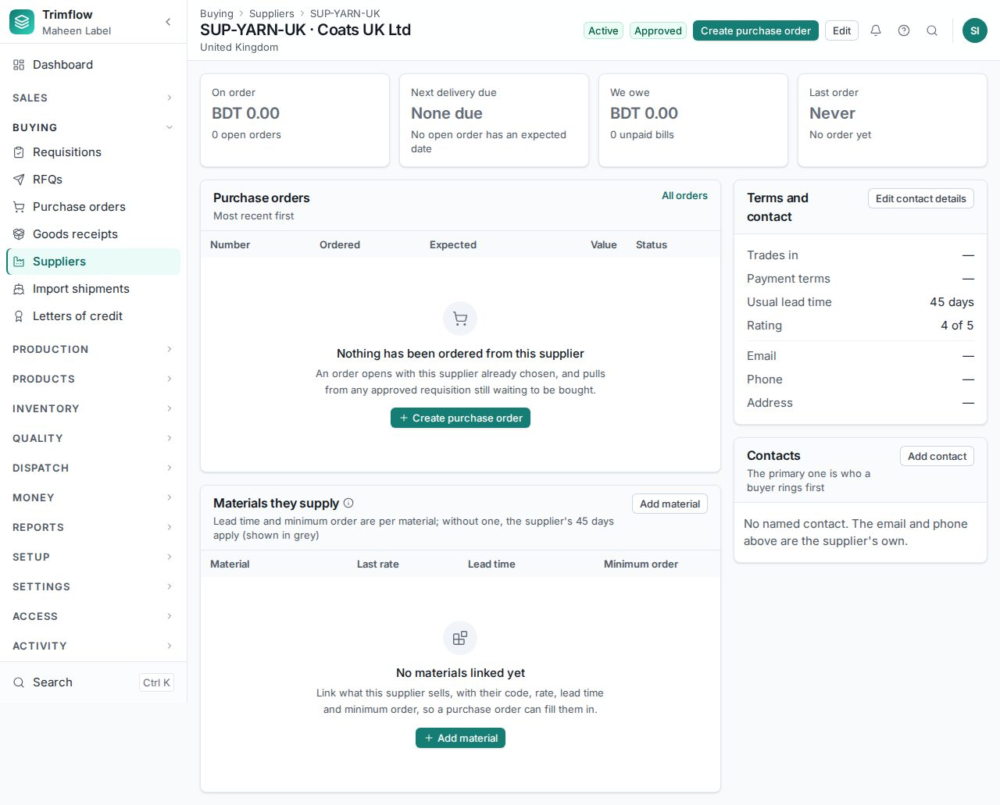 Trimflow
Maheen Label
Dashboard
SALES
BUYING
Requisitions
RFQs
Purchase orders
Goods receipts
Suppliers
Import shipments
Letters of credit
PRODUCTION
PRODUCTS
INVENTORY
QUALITY
DISPATCH
MONEY
REPORTS
SETUP
SETTINGS
ACCESS
ACTIVITY
Search
Ctrl K
Buying > Suppliers > SUP-YARN-UK
SUP-YARN-UK · Coats UK Ltd
United Kingdom
Active
Approved
Create purchase order
Edit
SI
On order
BDT 0.00
0 open orders
Next delivery due
None due
No open order has an expected
date
We owe
BDT 0.00
0 unpaid bills
Last order
Never
No order yet
Purchase orders
Most recent first
All orders
Number Ordered Expected Value Status
Nothing has been ordered from this supplier
An order opens with this supplier already chosen, and pulls
from any approved requisition still waiting to be bought.
+ Create purchase order
Materials they supply
Lead time and minimum order are per material; without one, the supplier's 45 days
apply (shown in grey)
Add material
Material Last rate Lead time Minimum order
No materials linked yet
Link what this supplier sells, with their code, rate, lead time
and minimum order, so a purchase order can fill them in.
+ Add material
Terms and
contact
Edit contact details
Trades in —
Payment terms —
Usual lead time 45 days
Rating 4 of 5
Email —
Phone —
Address —
Contacts
The primary one is who a
buyer rings first
Add contact
No named contact. The email and phone
above are the supplier's own.